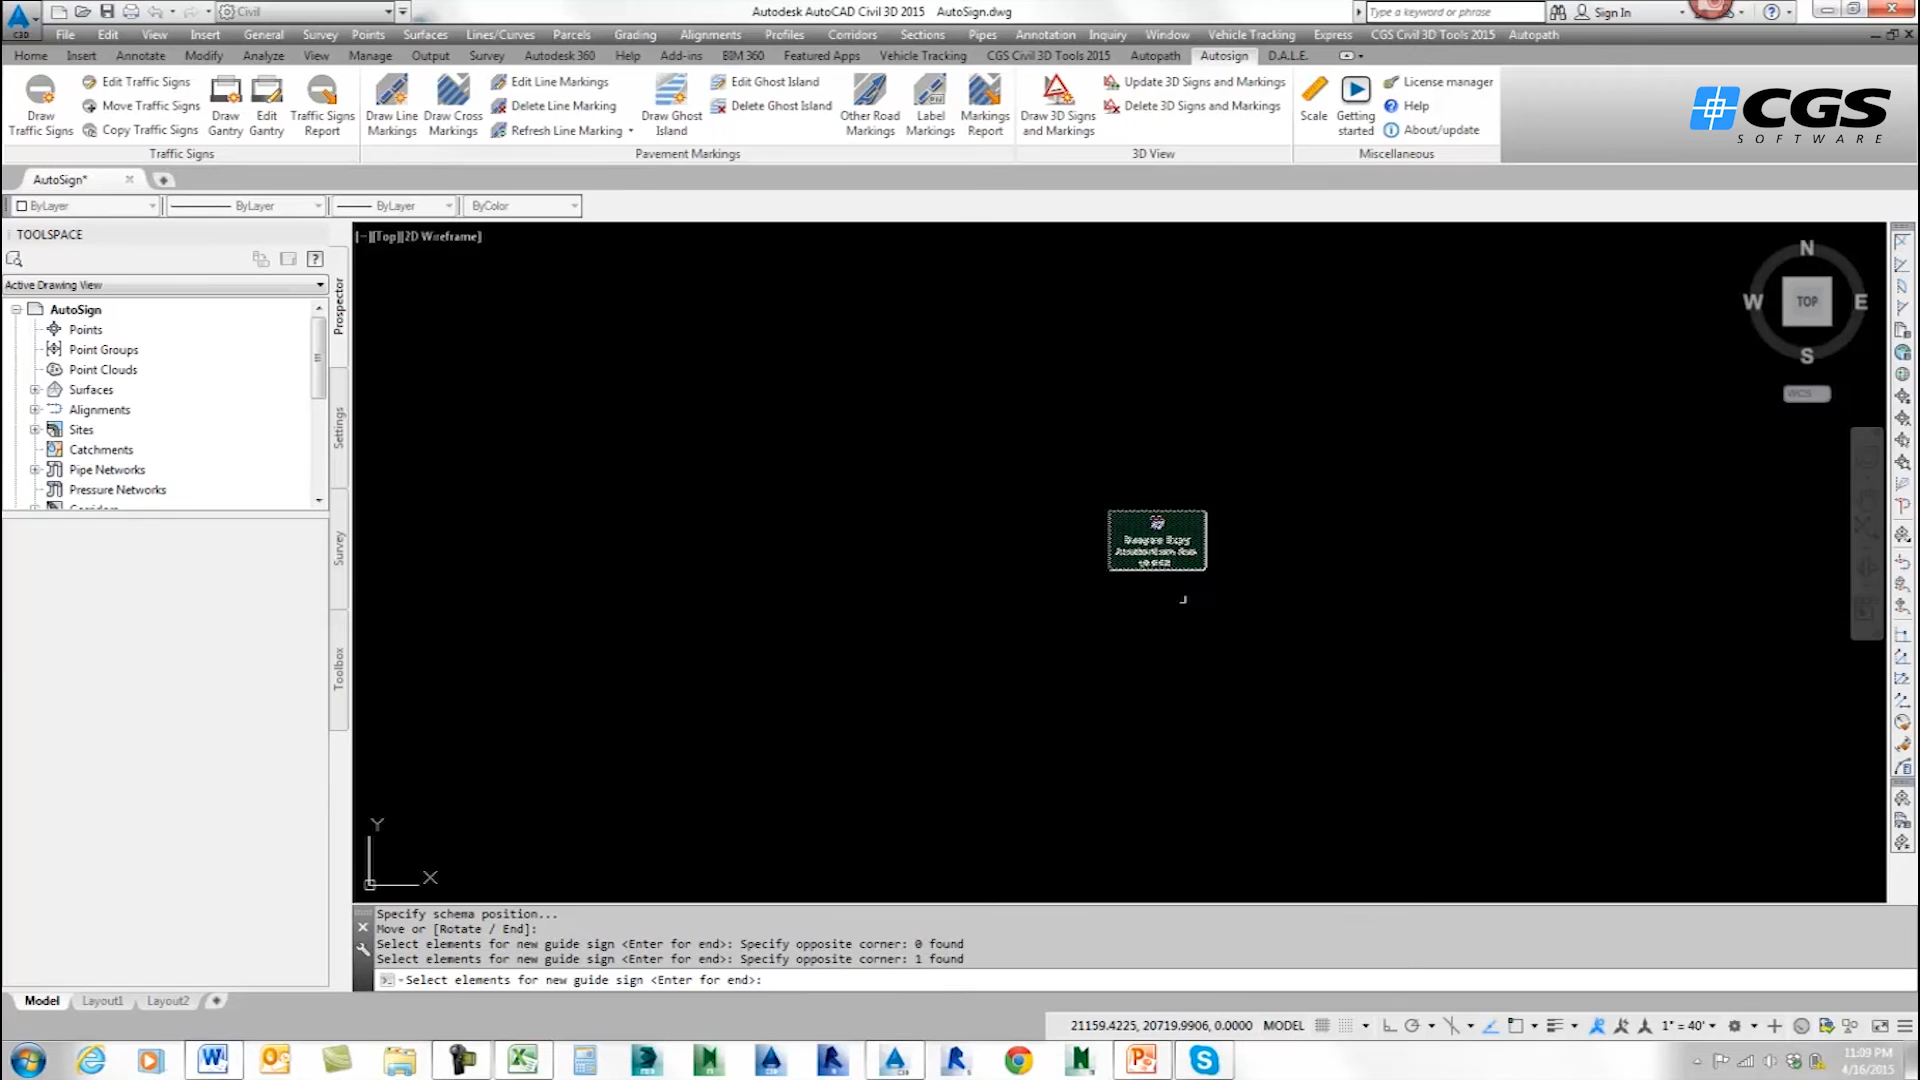 Civil
Autodesk AutoCAD Civil 3D 2015 AutoSign.dwg
Type a keyword or phrase
Sign In
C3D
File Edit View Insert General Survey Points Surfaces Lines/Curves Parcels Grading Alignments Profiles Corridors Sections Pipes Annotation Inquiry Window Vehicle Tracking Express CGS Civil 3D Tools 2015 Autopath
Home Insert Annotate Modify Analyze View Manage Output Survey Autodesk 360 Help Add-ins BIM 360 Featured Apps Vehicle Tracking CGS Civil 3D Tools 2015 Autopath Autosign D.A.L.E.
Draw
Traffic Signs
Edit Traffic Signs
Move Traffic Signs
Copy Traffic Signs
Draw
Gantry
Edit
Gantry
Traffic Signs
Report
Draw Line
Markings
Draw Cross
Markings
Edit Line Markings
Delete Line Marking
Refresh Line Marking
Draw Ghost
Island
Edit Ghost Island
Delete Ghost Island
Other Road
Markings
Label
Markings
Markings
Report
Draw 3D Signs
and Markings
Update 3D Signs and Markings
Delete 3D Signs and Markings
Scale
Getting
started
License manager
Help
About/update
Traffic Signs
Pavement Markings
3D View
Miscellaneous
CGS
SOFTWARE
AutoSign*
ByLayer ByLayer ByLayer ByColor
TOOLSPACE
Active Drawing View
AutoSign
Points
Point Groups
Point Clouds
Surfaces
Alignments
Sites
Catchments
Pipe Networks
Pressure Networks
Corridors
Prospector
Settings
Survey
Toolbox
[-][Top][2D Wireframe]
N
W TOP E
S
WCS
Y
X
Specify schema position...
Move or [Rotate / End]:
Select elements for new guide sign <Enter for end>: Specify opposite corner: 0 found
Select elements for new guide sign <Enter for end>: Specify opposite corner: 1 found
Select elements for new guide sign <Enter for end>:
Model Layout1 Layout2
21159.4225, 20719.9906, 0.0000 MODEL 1" = 40'
11:09 PM
4/16/2015